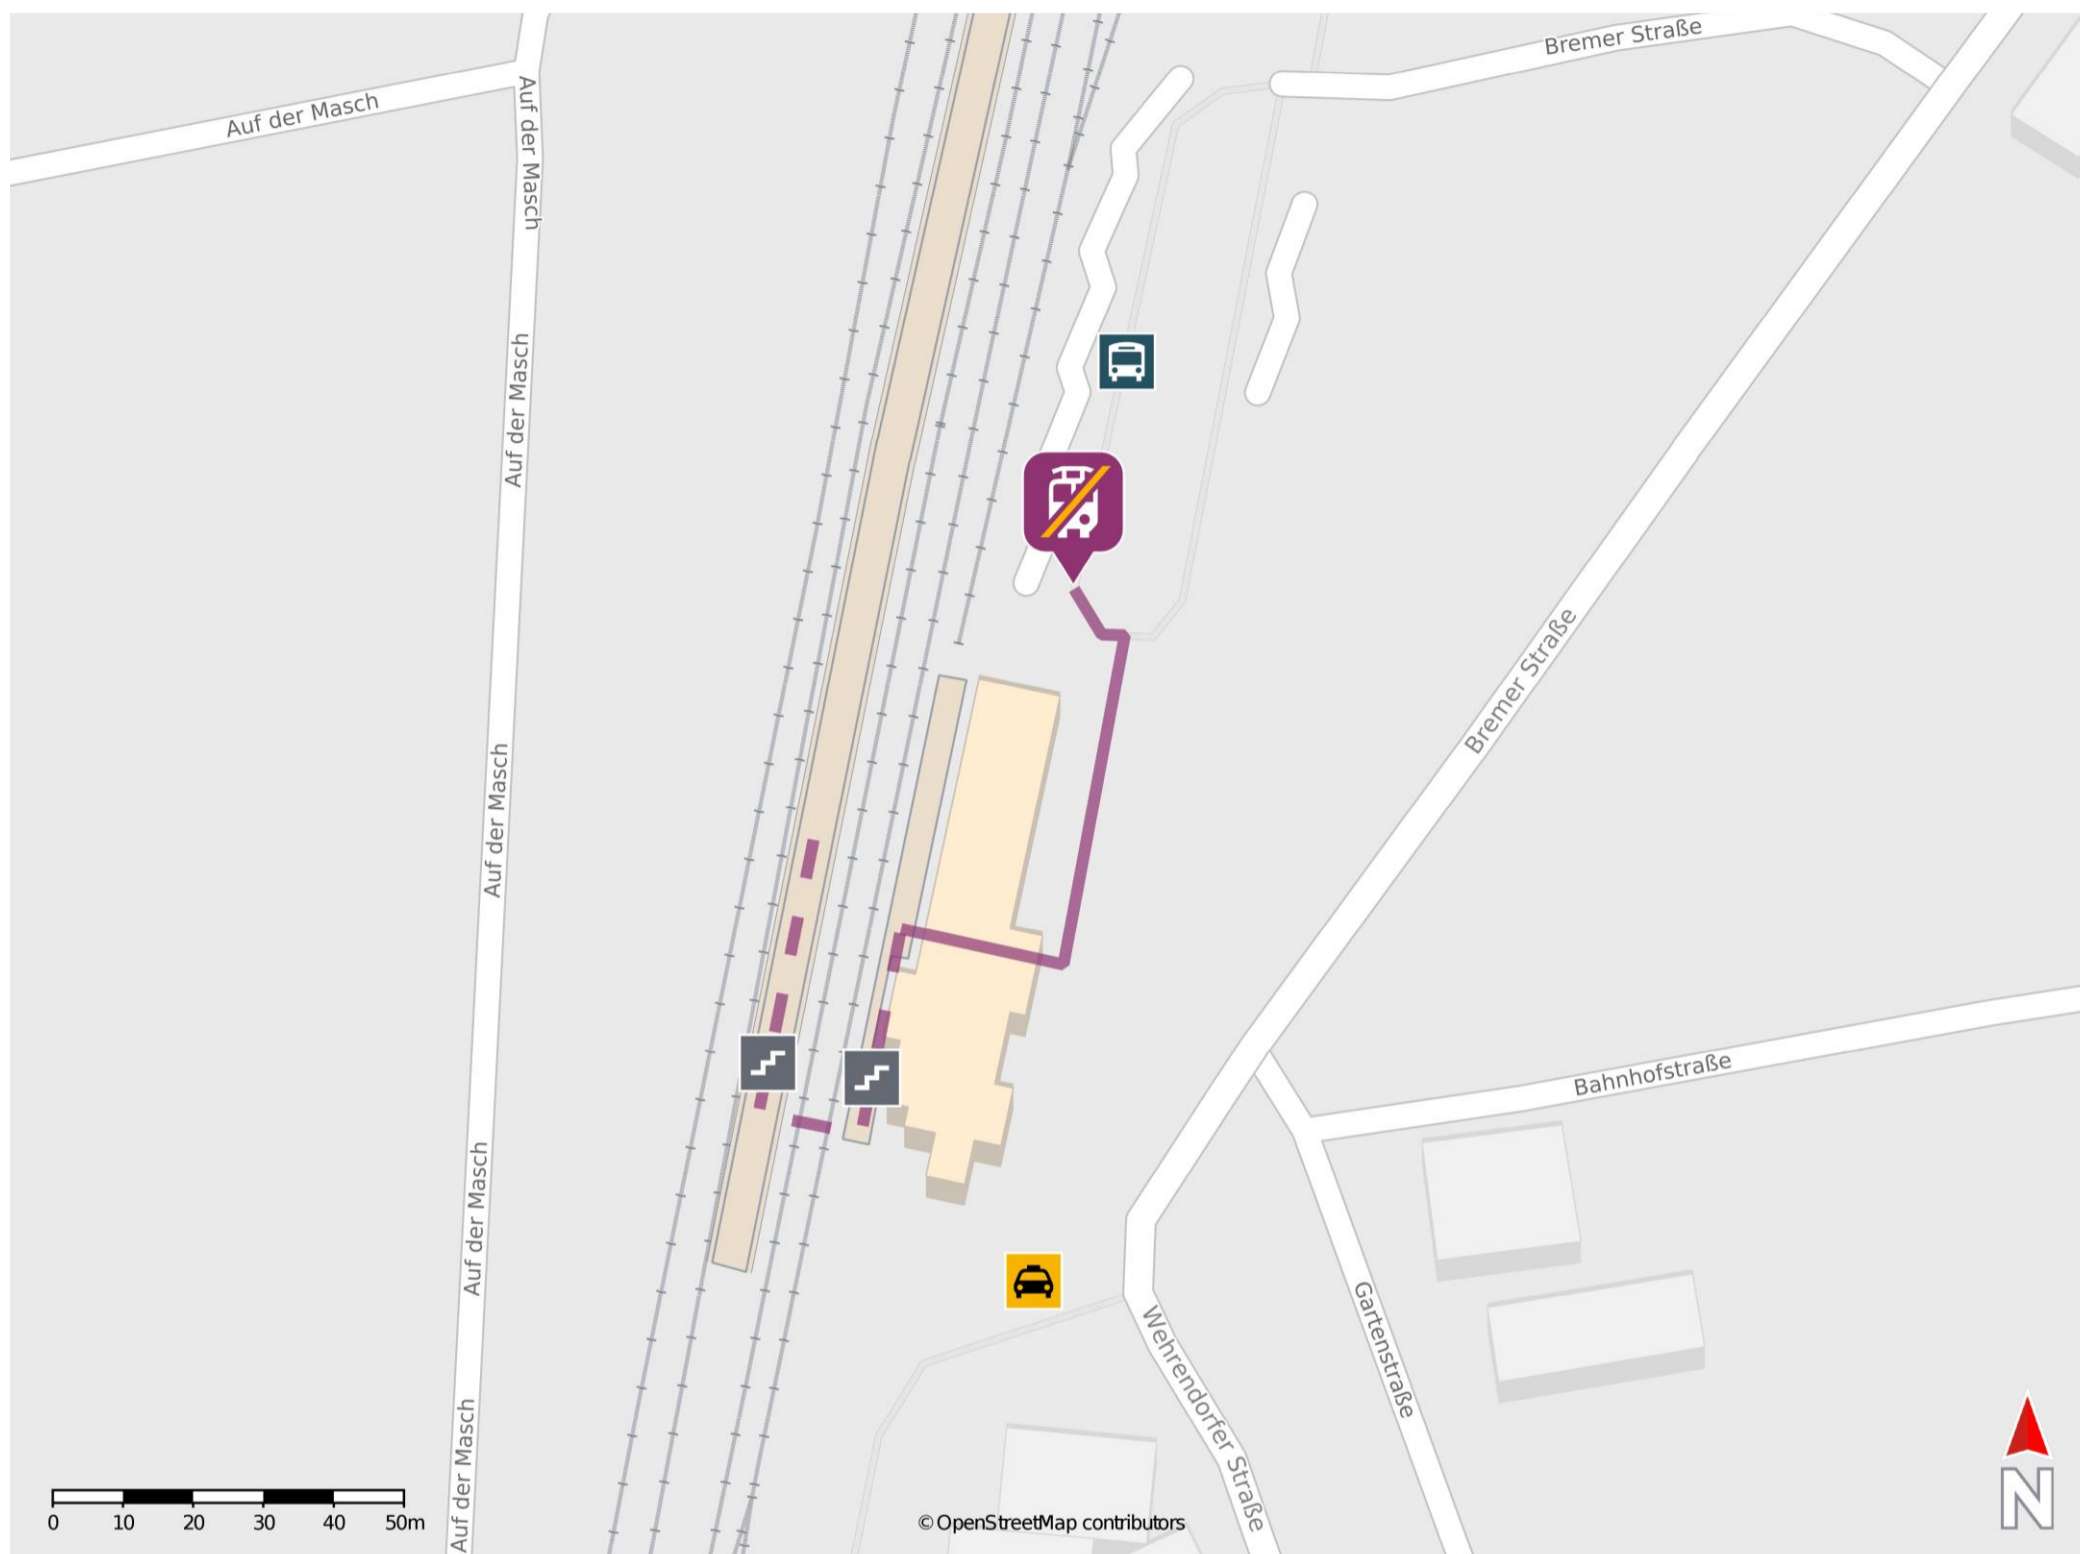 Bremer Straße
Auf der Masch
Auf der Masch
Auf der Masch
Bremer Straße
Auf der Masch
Bahnhofstraße
Auf der Masch
Gartenstraße
Wehrendorfer Straße
Auf der Masch
0 10 20 30 40 50m
© OpenStreetMap contributors
N